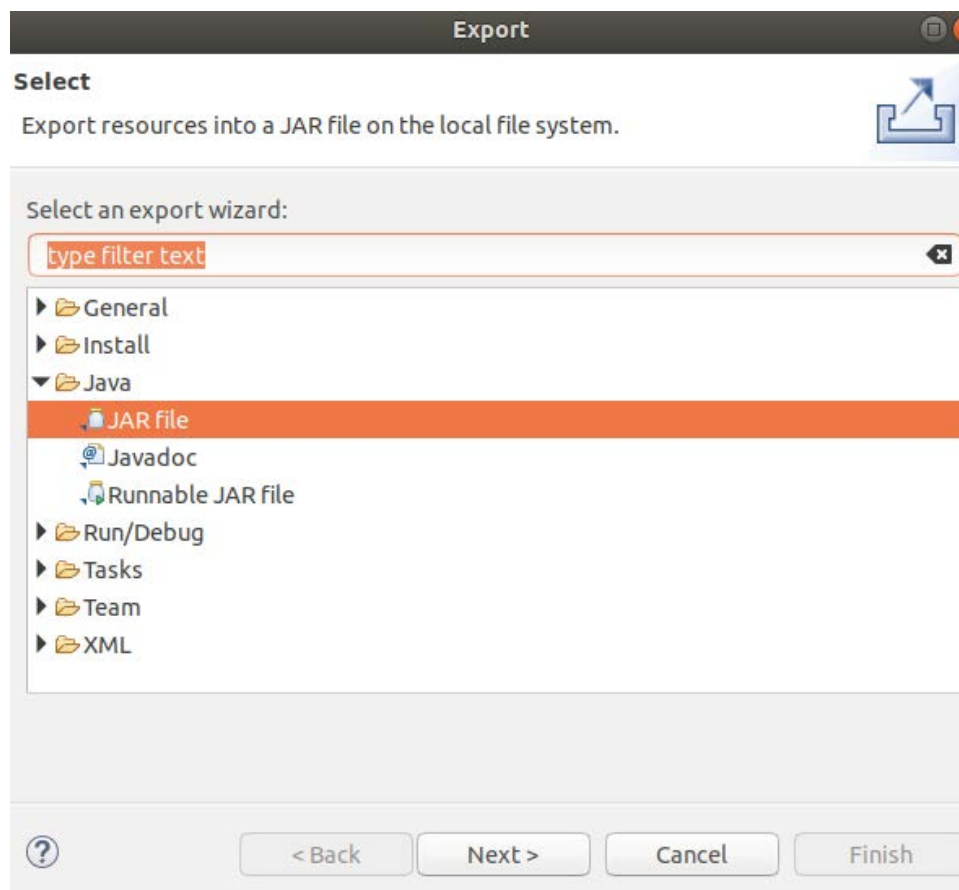 Export
Select
Export resources into a JAR file on the local file system.
Select an export wizard:
type filter text
General
Install
Java
JAR file
Javadoc
Runnable JAR file
Run/Debug
Tasks
Team
XML
? < Back Next > Cancel Finish